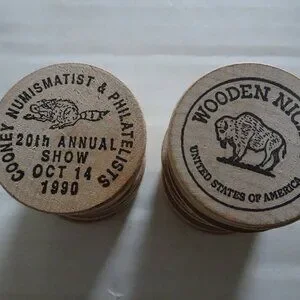 COONEY NUMISMATIST & PHILATELISTS
20th ANNUAL
SHOW
OCT 14
1990
WOODEN NIC
UNITED STATES OF AMERICA